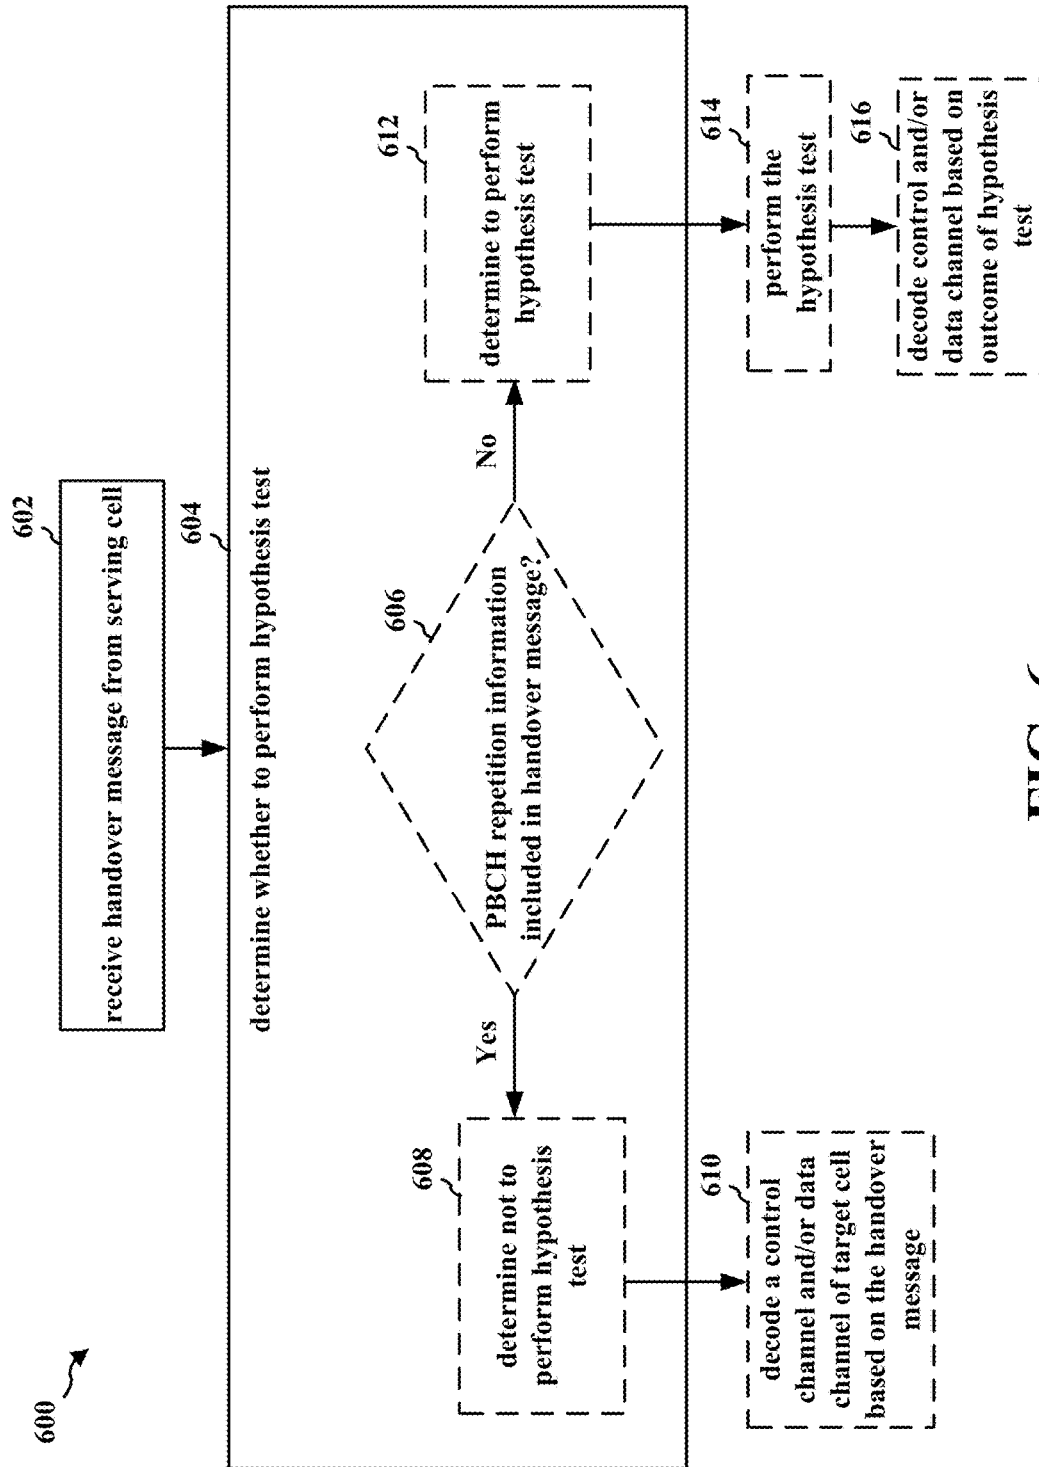 600
602
receive handover message from serving cell
604
determine whether to perform hypothesis test
606
PBCH repetition information
included in handover message?
Yes
No
608
determine not to
perform hypothesis
test
612
determine to perform
hypothesis test
610
decode a control
channel and/or data
channel of target cell
based on the handover
message
614
perform the
hypothesis test
616
decode control and/or
data channel based on
outcome of hypothesis
test